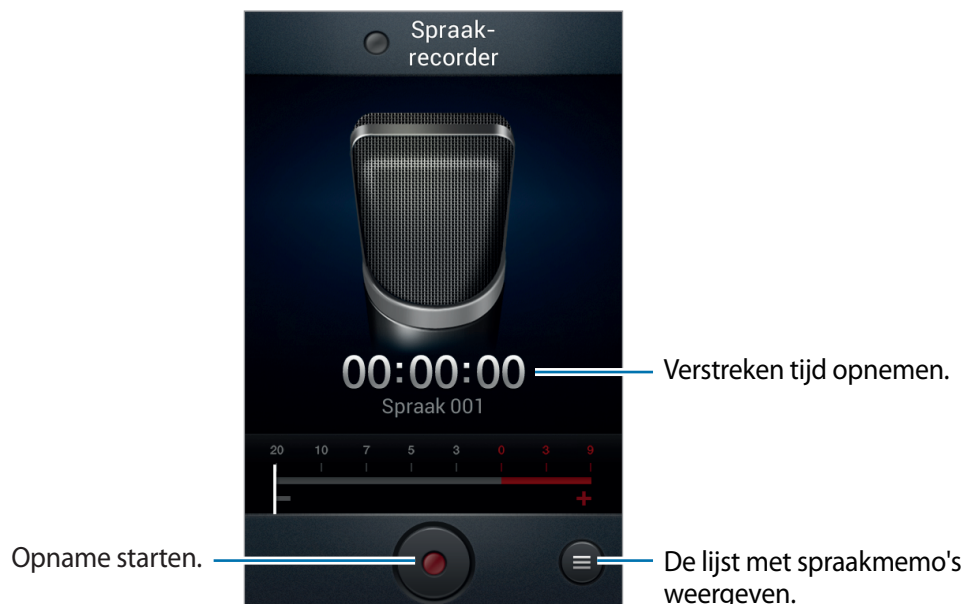 Spraak-
recorder
00:00:00
Verstreken tijd opnemen.
Spraak 001
20 10 7 5 3 0 3 9
- +
Opname starten.
De lijst met spraakmemo's
weergeven.